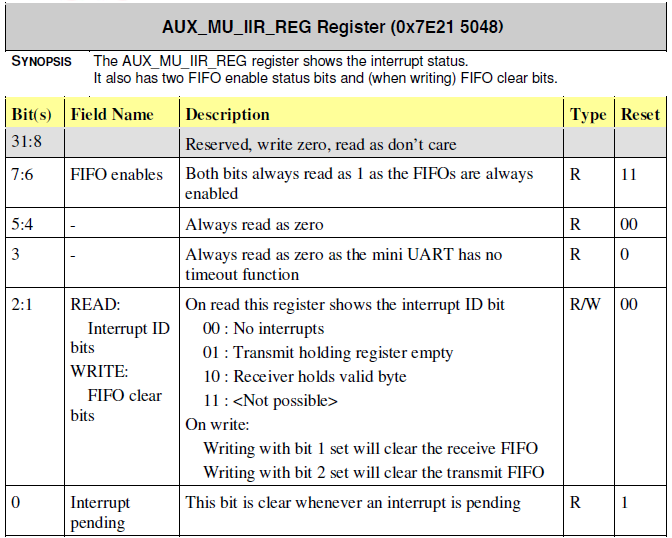 AUX_MU_IIR_REG Register (0x7E21 5048)
SYNOPSIS The AUX_MU_IIR_REG register shows the interrupt status.
It also has two FIFO enable status bits and (when writing) FIFO clear bits.
Bit(s) Field Name Description Type Reset
31:8 Reserved, write zero, read as don’t care
7:6 FIFO enables Both bits always read as 1 as the FIFOs are always R 11
enabled
5:4 - Always read as zero R 00
3 - Always read as zero as the mini UART has no R 0
timeout function
2:1 READ: On read this register shows the interrupt ID bit R/W 00
Interrupt ID 00 : No interrupts
bits 01 : Transmit holding register empty
WRITE: 10 : Receiver holds valid byte
FIFO clear 11 : <Not possible>
bits On write:
Writing with bit 1 set will clear the receive FIFO
Writing with bit 2 set will clear the transmit FIFO
0 Interrupt This bit is clear whenever an interrupt is pending R 1
pending